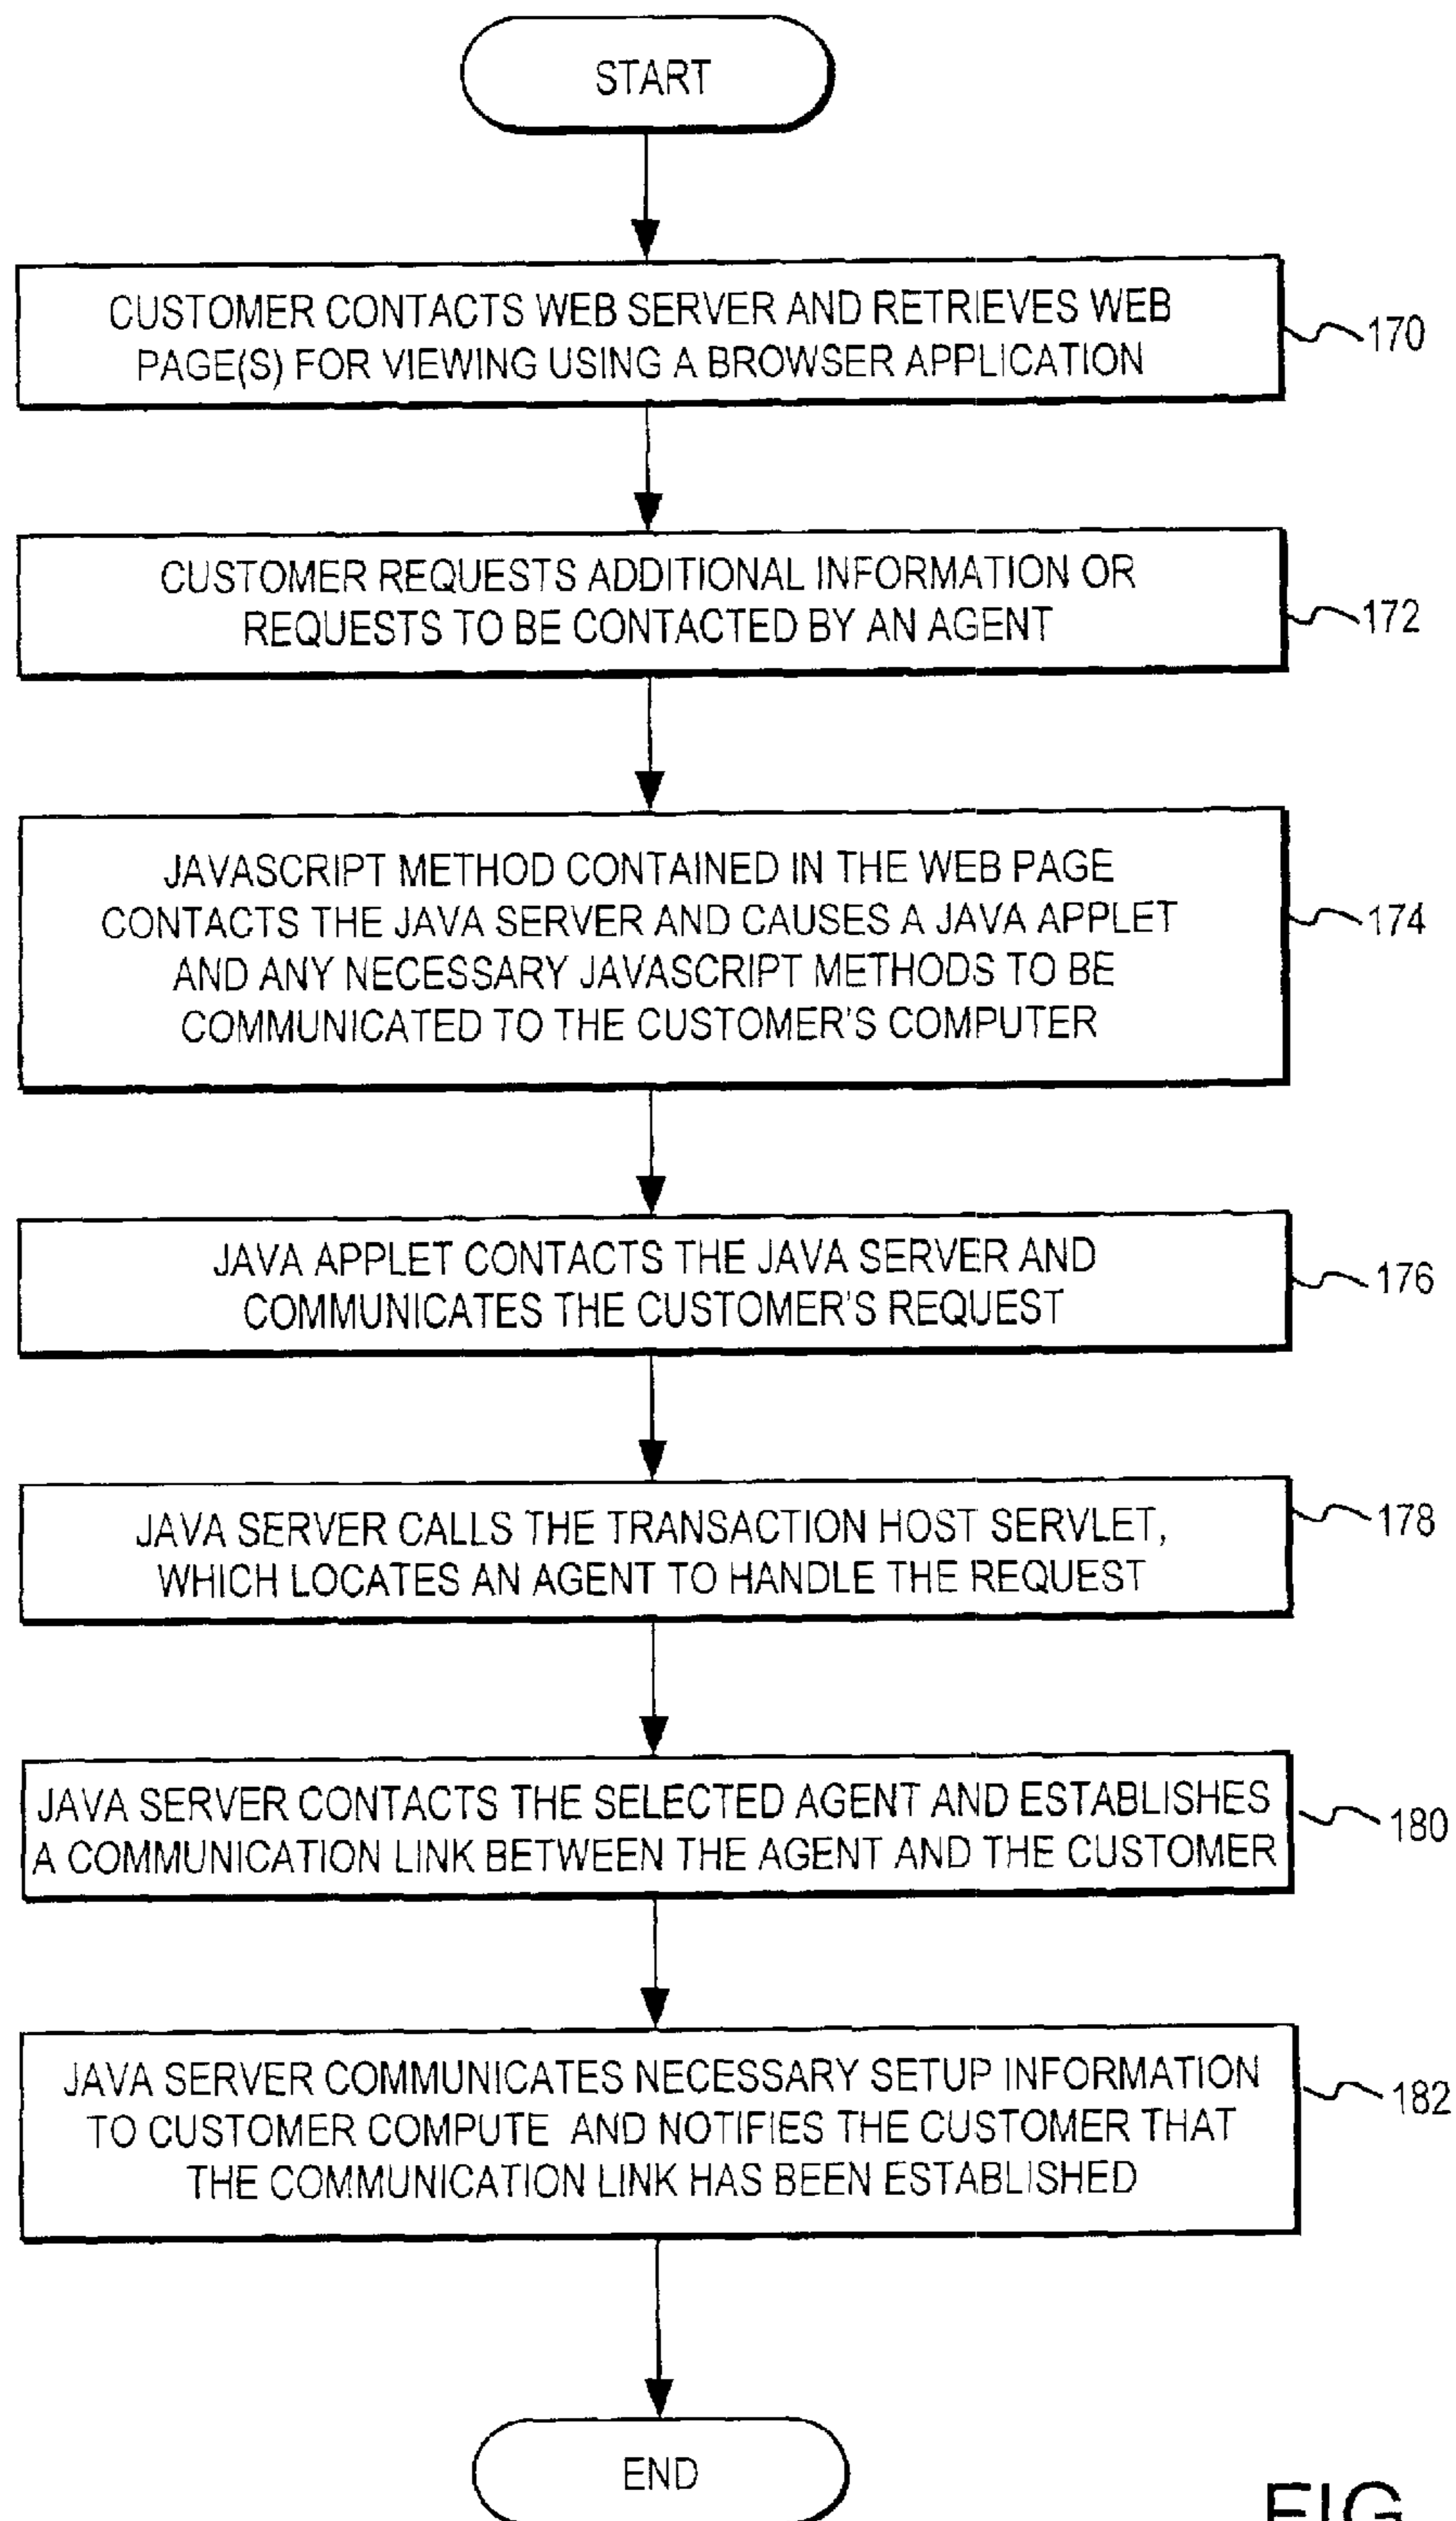 START
CUSTOMER CONTACTS WEB SERVER AND RETRIEVES WEB
PAGE(S) FOR VIEWING USING A BROWSER APPLICATION
170
CUSTOMER REQUESTS ADDITIONAL INFORMATION OR
REQUESTS TO BE CONTACTED BY AN AGENT
172
JAVASCRIPT METHOD CONTAINED IN THE WEB PAGE
CONTACTS THE JAVA SERVER AND CAUSES A JAVA APPLET
AND ANY NECESSARY JAVASCRIPT METHODS TO BE
COMMUNICATED TO THE CUSTOMER'S COMPUTER
174
JAVA APPLET CONTACTS THE JAVA SERVER AND
COMMUNICATES THE CUSTOMER'S REQUEST
176
JAVA SERVER CALLS THE TRANSACTION HOST SERVLET,
WHICH LOCATES AN AGENT TO HANDLE THE REQUEST
178
JAVA SERVER CONTACTS THE SELECTED AGENT AND ESTABLISHES
A COMMUNICATION LINK BETWEEN THE AGENT AND THE CUSTOMER
180
JAVA SERVER COMMUNICATES NECESSARY SETUP INFORMATION
TO CUSTOMER COMPUTE AND NOTIFIES THE CUSTOMER THAT
THE COMMUNICATION LINK HAS BEEN ESTABLISHED
182
END
FIG